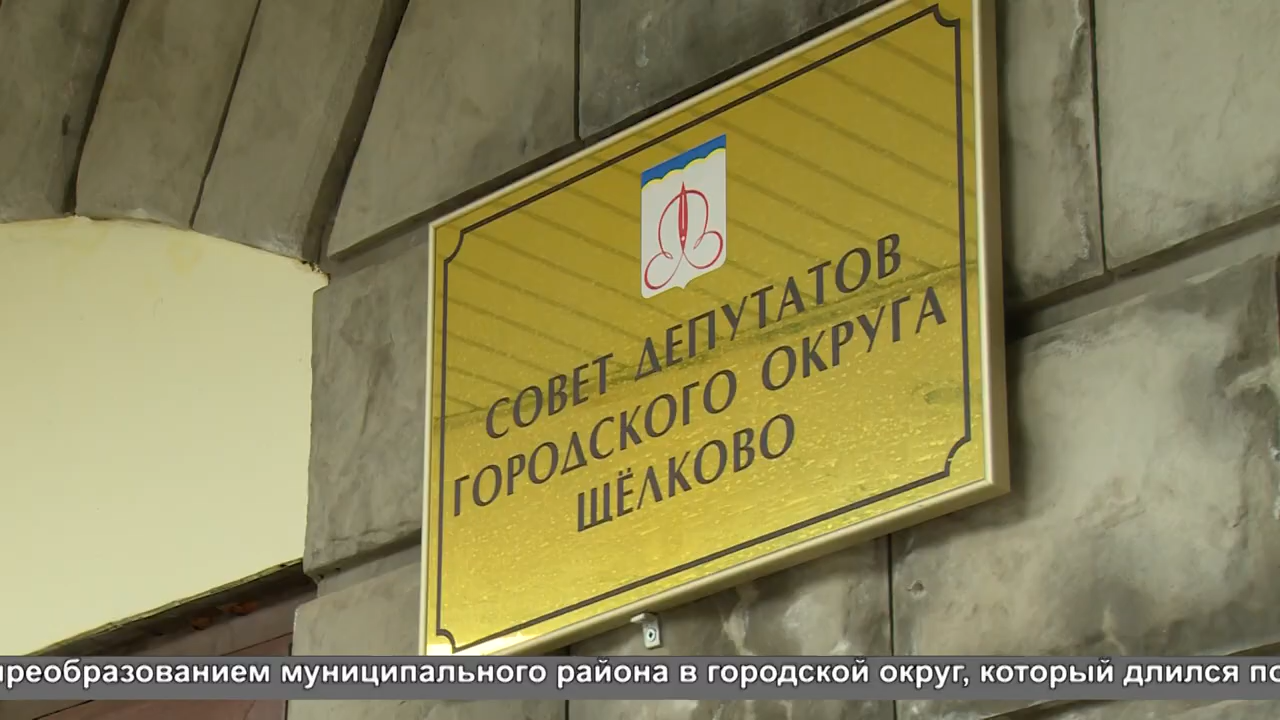 СОВЕТ ДЕПУТАТОВ
ГОРОДСКОГО ОКРУГА
ЩЁЛКОВО
преобразованием муниципального района в городской округ, который длился